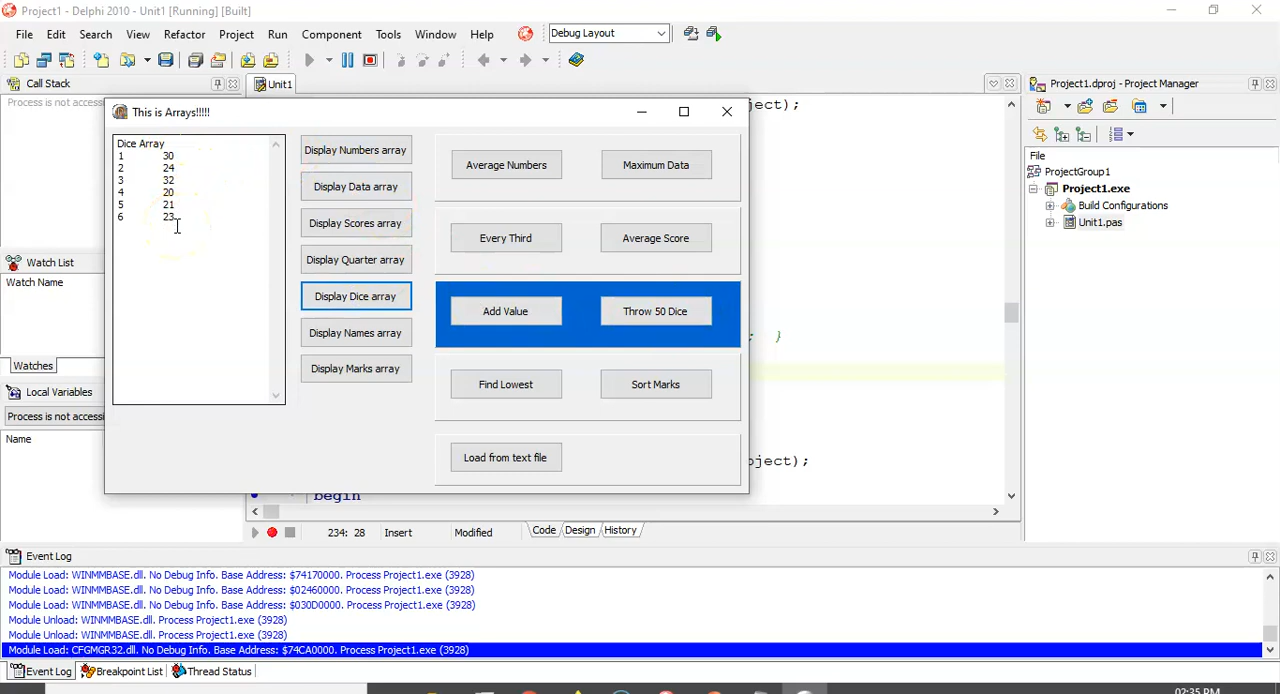 Project1 - Delphi 2010 - Unit1 [Running] [Built]
File Edit Search View Refactor Project Run Component Tools Window Help Debug Layout
Call Stack
Unit1
Project1.dproj - Project Manager
Process is not access
ject);
This is Arrays!!!!!
Dice Array
1 30
2 24
3 32
4 20
5 21
6 23
Display Numbers array
Display Data array
Display Scores array
Display Quarter array
Display Dice array
Display Names array
Display Marks array
Average Numbers
Maximum Data
Every Third
Average Score
Add Value
Throw 50 Dice
Find Lowest
Sort Marks
Load from text file
File
ProjectGroup1
Project1.exe
Build Configurations
Unit1.pas
Watch List
Watch Name
Watches
Local Variables
Process is not accessi
Name
; }
ject);
begin
234: 28 Insert Modified Code Design History
Event Log
Module Load: WINMMBASE.dll. No Debug Info. Base Address: $74170000. Process Project1.exe (3928)
Module Load: WINMMBASE.dll. No Debug Info. Base Address: $02460000. Process Project1.exe (3928)
Module Load: WINMMBASE.dll. No Debug Info. Base Address: $030D0000. Process Project1.exe (3928)
Module Unload: WINMMBASE.dll. Process Project1.exe (3928)
Module Unload: WINMMBASE.dll. Process Project1.exe (3928)
Module Load: CFGMGR32.dll. No Debug Info. Base Address: $74CA0000. Process Project1.exe (3928)
Event Log Breakpoint List Thread Status
02:35 PM